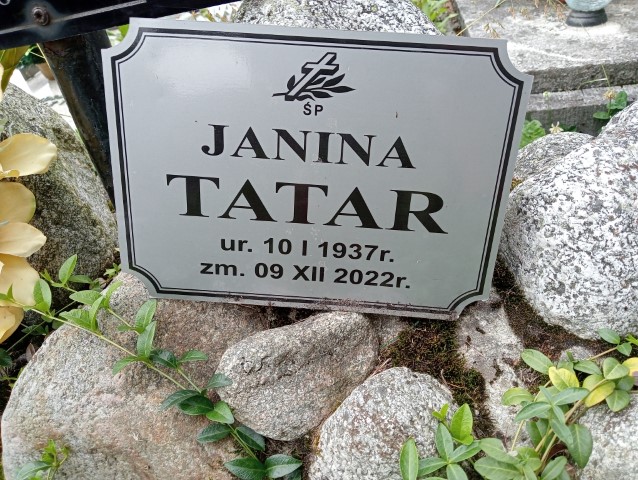 ŚP
JANINA
TATAR
ur. 10 I 1937r.
zm. 09 XII 2022r.